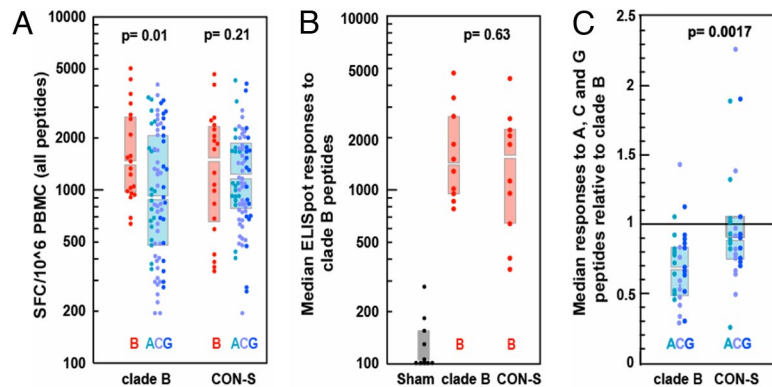 A
SFC/10^6 PBMC (all peptides)
p= 0.01
p= 0.21
10000
5000
2000
1000
500
200
100
B
ACG
B
ACG
clade B
CON-S
B
Median ELISpot responses to
clade B peptides
p= 0.63
10000
5000
2000
1000
500
200
100
B
B
Sham
clade B
CON-S
C
Median responses to A, C and G
peptides relative to clade B
p= 0.0017
2.5
2
1.5
1
0.5
0
ACG
ACG
clade B
CON-S